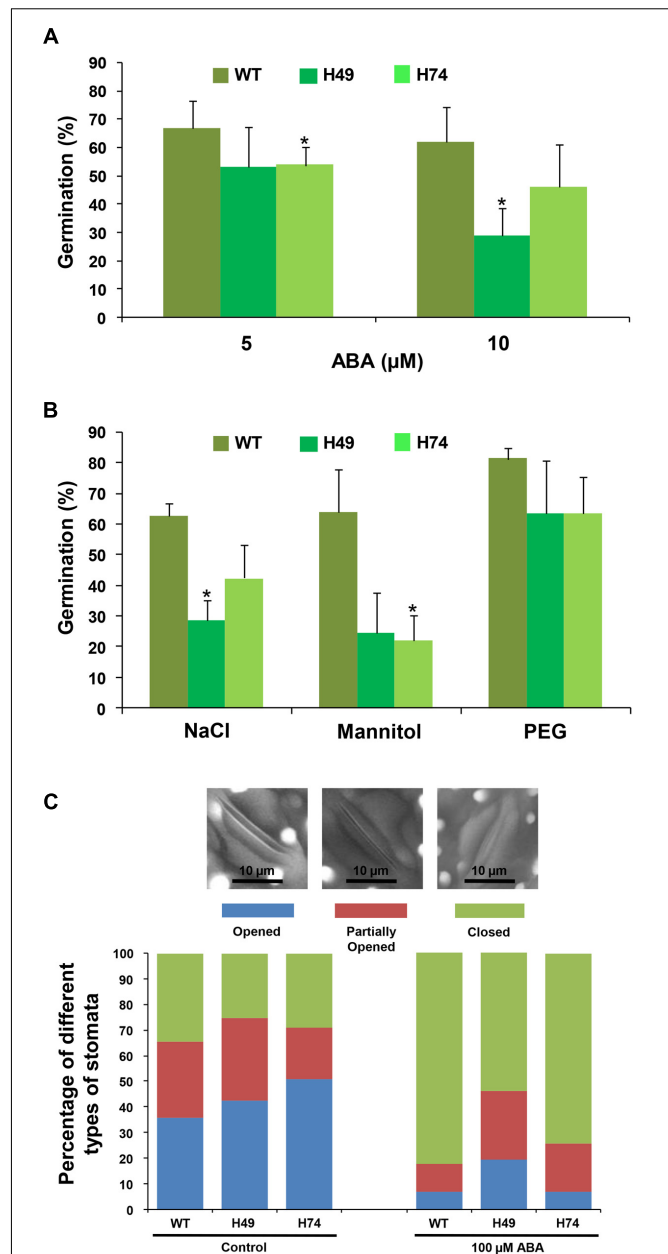 A
WT H49 H74
90
80
70
60
50
40
30
20
10
0
Germination (%)
* *
5 10
ABA (µM)
B
WT H49 H74
90
80
70
60
50
40
30
20
10
0
Germination (%)
* *
NaCl Mannitol PEG
C
10 µm 10 µm 10 µm
Opened Partially Opened Closed
100
90
80
70
60
50
40
30
20
10
0
Percentage of different
types of stomata
WT H49 H74 WT H49 H74
Control 100 µM ABA